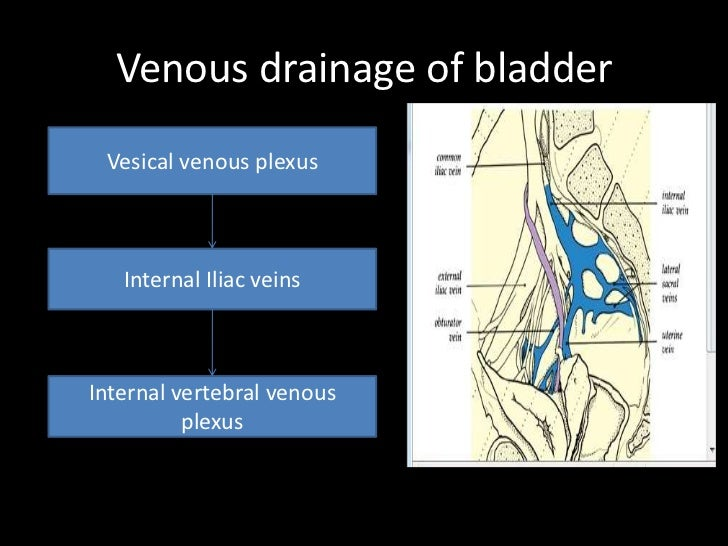 Venous drainage of bladder
Vesical venous plexus
Internal Iliac veins
Internal vertebral venous
plexus
common
iliac vein
external
iliac vein
obturator
vein
internal
iliac vein
lateral
sacral
veins
uterine
vein